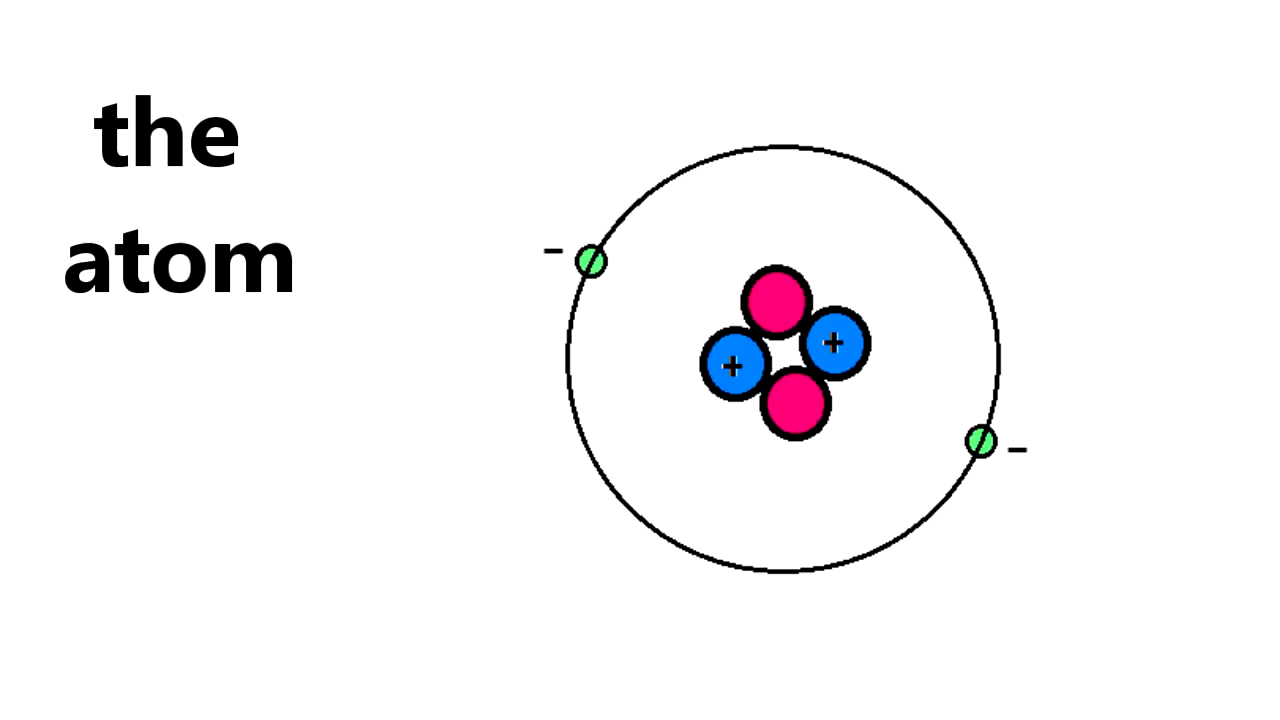 the
atom
-
+
+
-